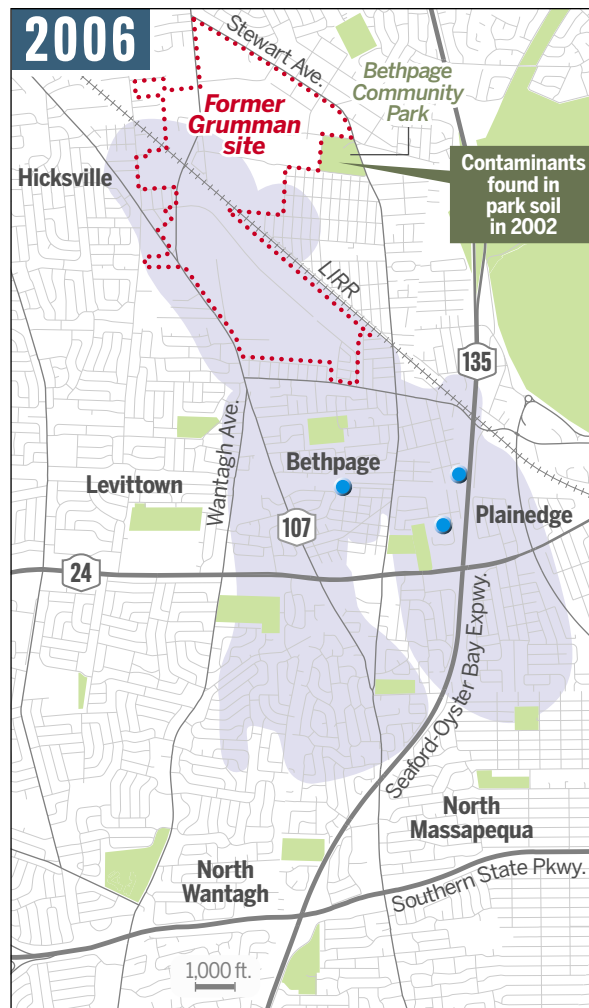 2006
Stewart Ave.
Bethpage
Community
Park
Former
Grumman
site
Contaminants
found in
park soil
in 2002
Hicksville
LIRR
135
Wantagh Ave.
Bethpage
Levittown
Plainedge
107
24
Seaford-Oyster Bay Expwy.
North
Massapequa
North
Wantagh
Southern State Pkwy.
1,000 ft.